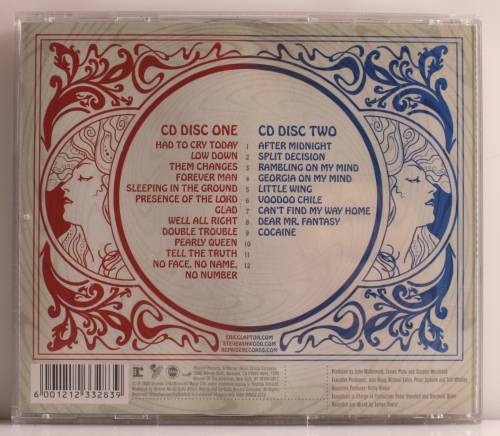 CD DISC ONE
HAD TO CRY TODAY
LOW DOWN
THEM CHANGES
FOREVER MAN
SLEEPING IN THE GROUND
PRESENCE OF THE LORD
GLAD
WELL ALL RIGHT
DOUBLE TROUBLE
PEARLY QUEEN
TELL THE TRUTH
NO FACE, NO NAME,
NO NUMBER
1
2
3
4
5
6
7
8
9
10
11
12
CD DISC TWO
AFTER MIDNIGHT
SPLIT DECISION
RAMBLING ON MY MIND
GEORGIA ON MY MIND
LITTLE WING
VOODOO CHILE
CAN'T FIND MY WAY HOME
DEAR MR. FANTASY
COCAINE
ERICCLAPTON.COM
STEVEWINWOOD.COM
REPRISERECORDS.COM
6 001212 332839